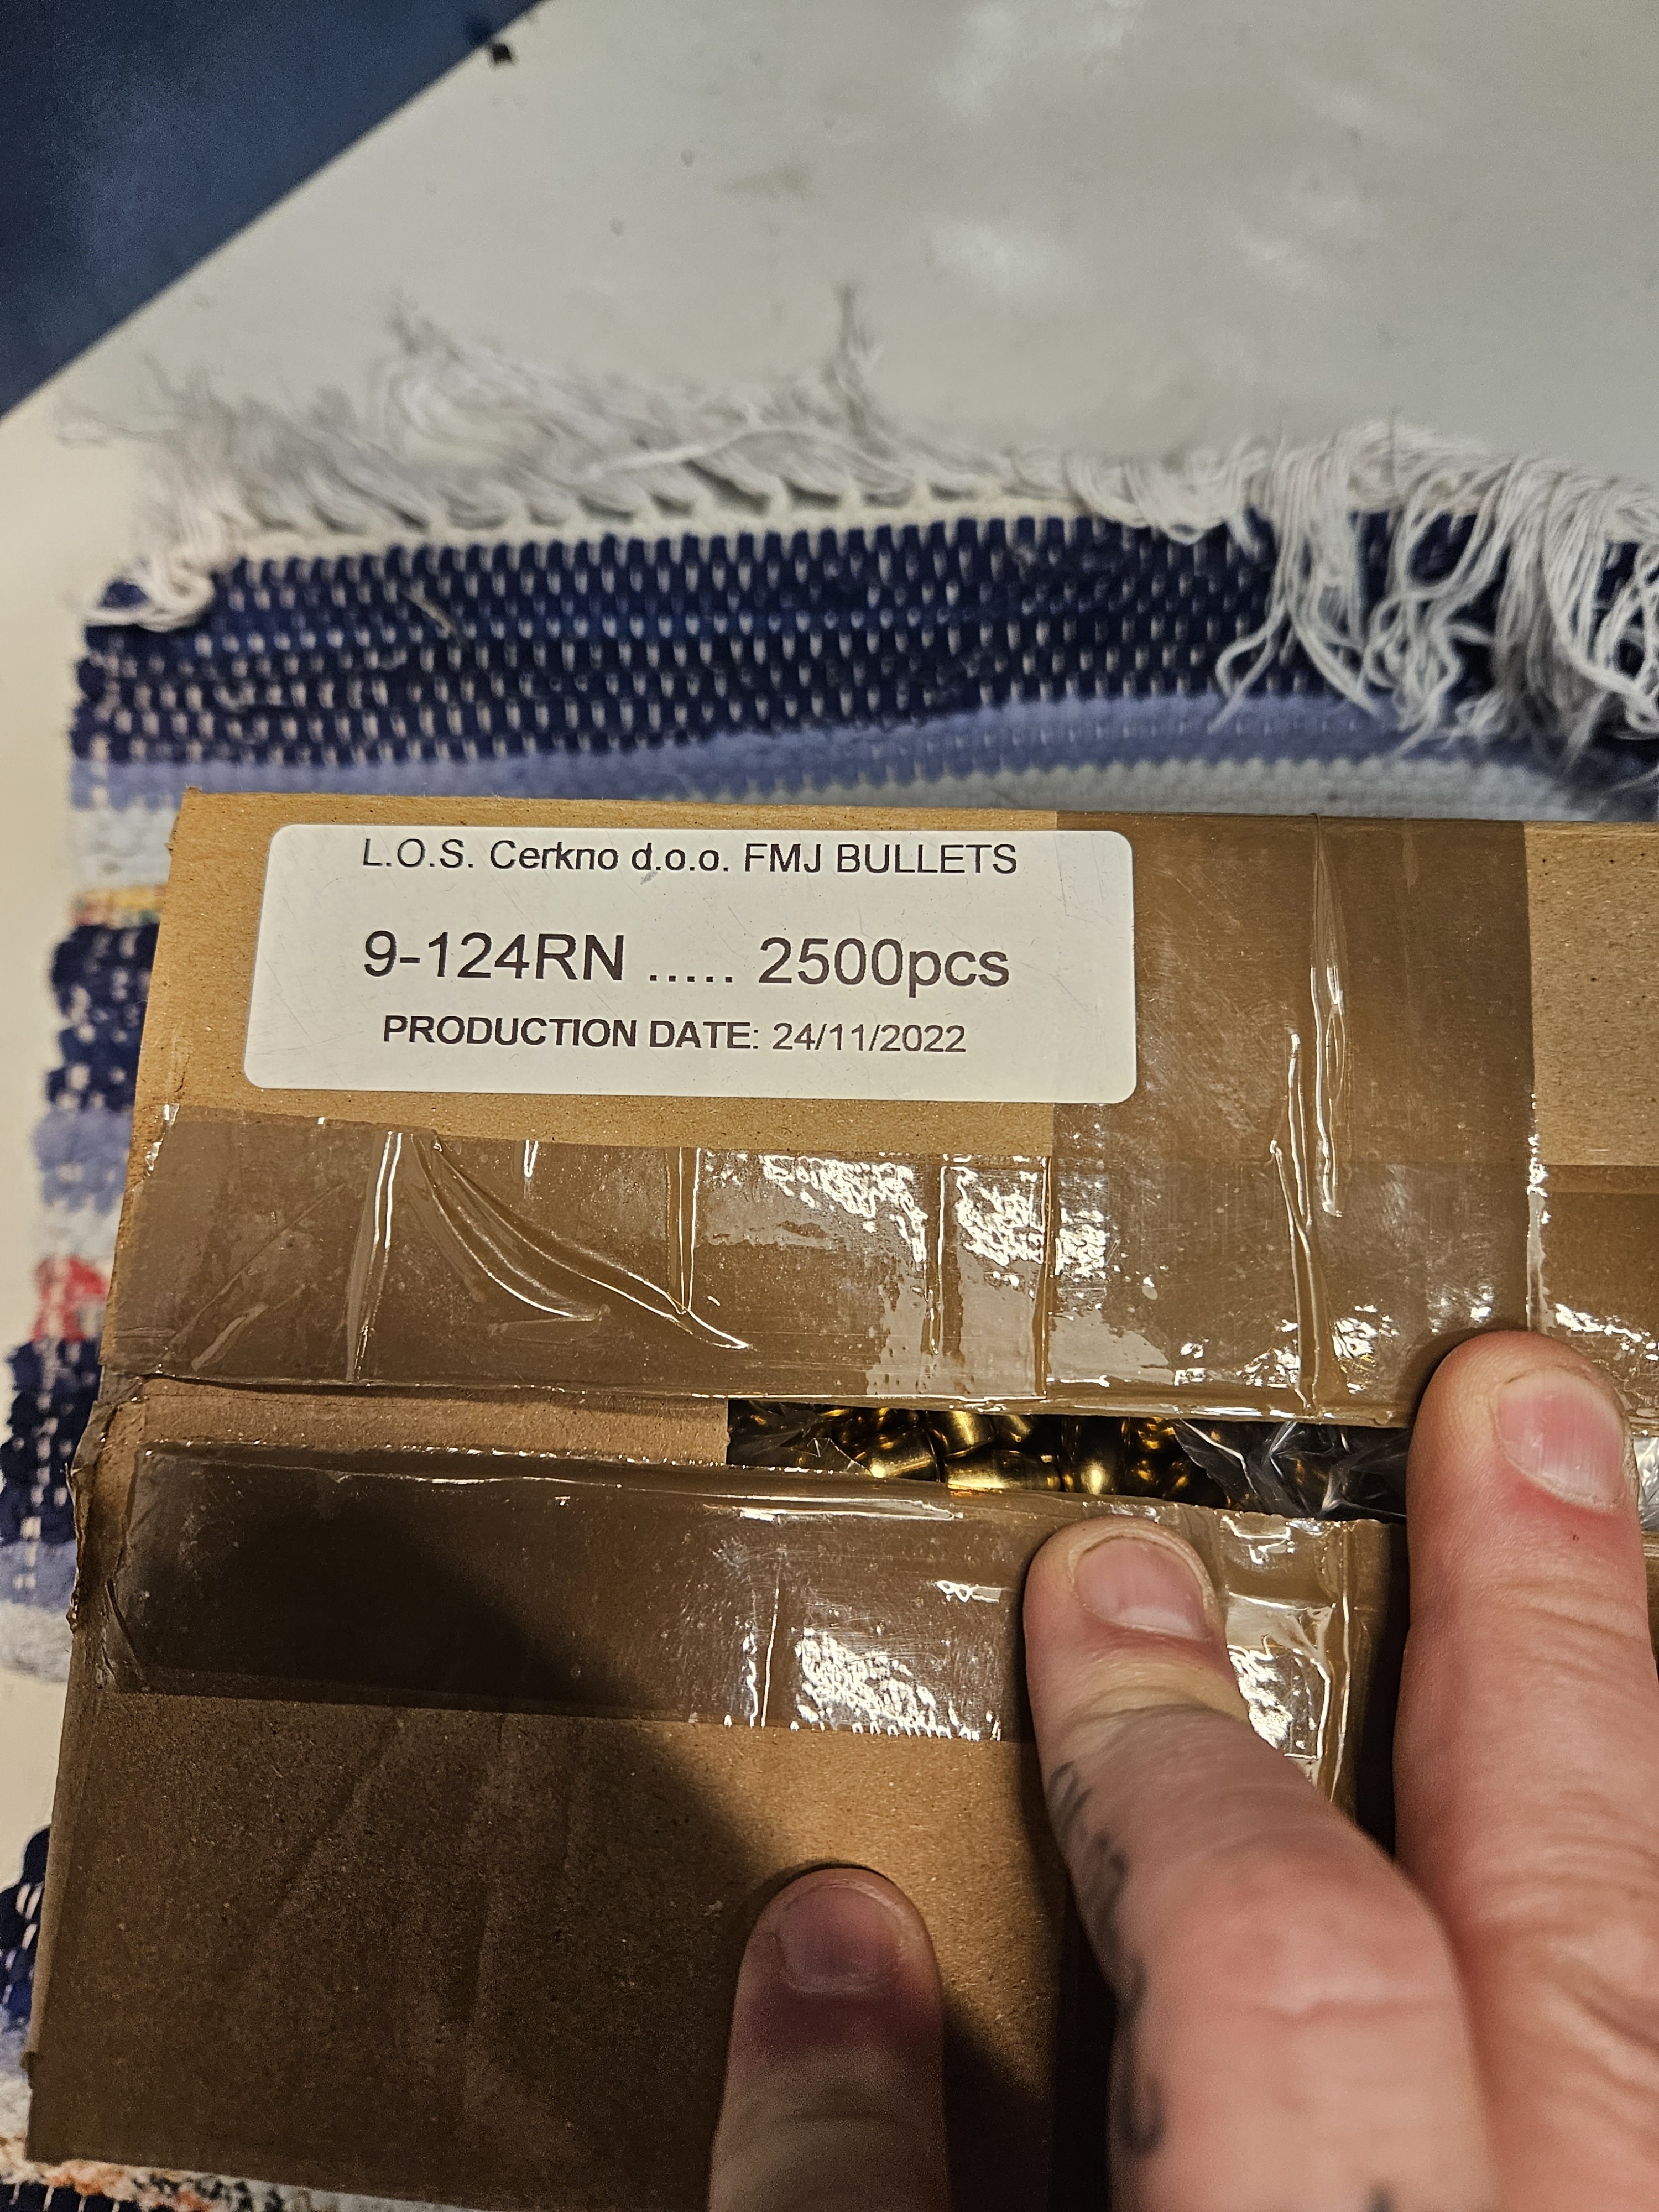 L.O.S. Cerkno d.o.o. FMJ BULLETS
9-124RN ..... 2500pcs
PRODUCTION DATE: 24/11/2022